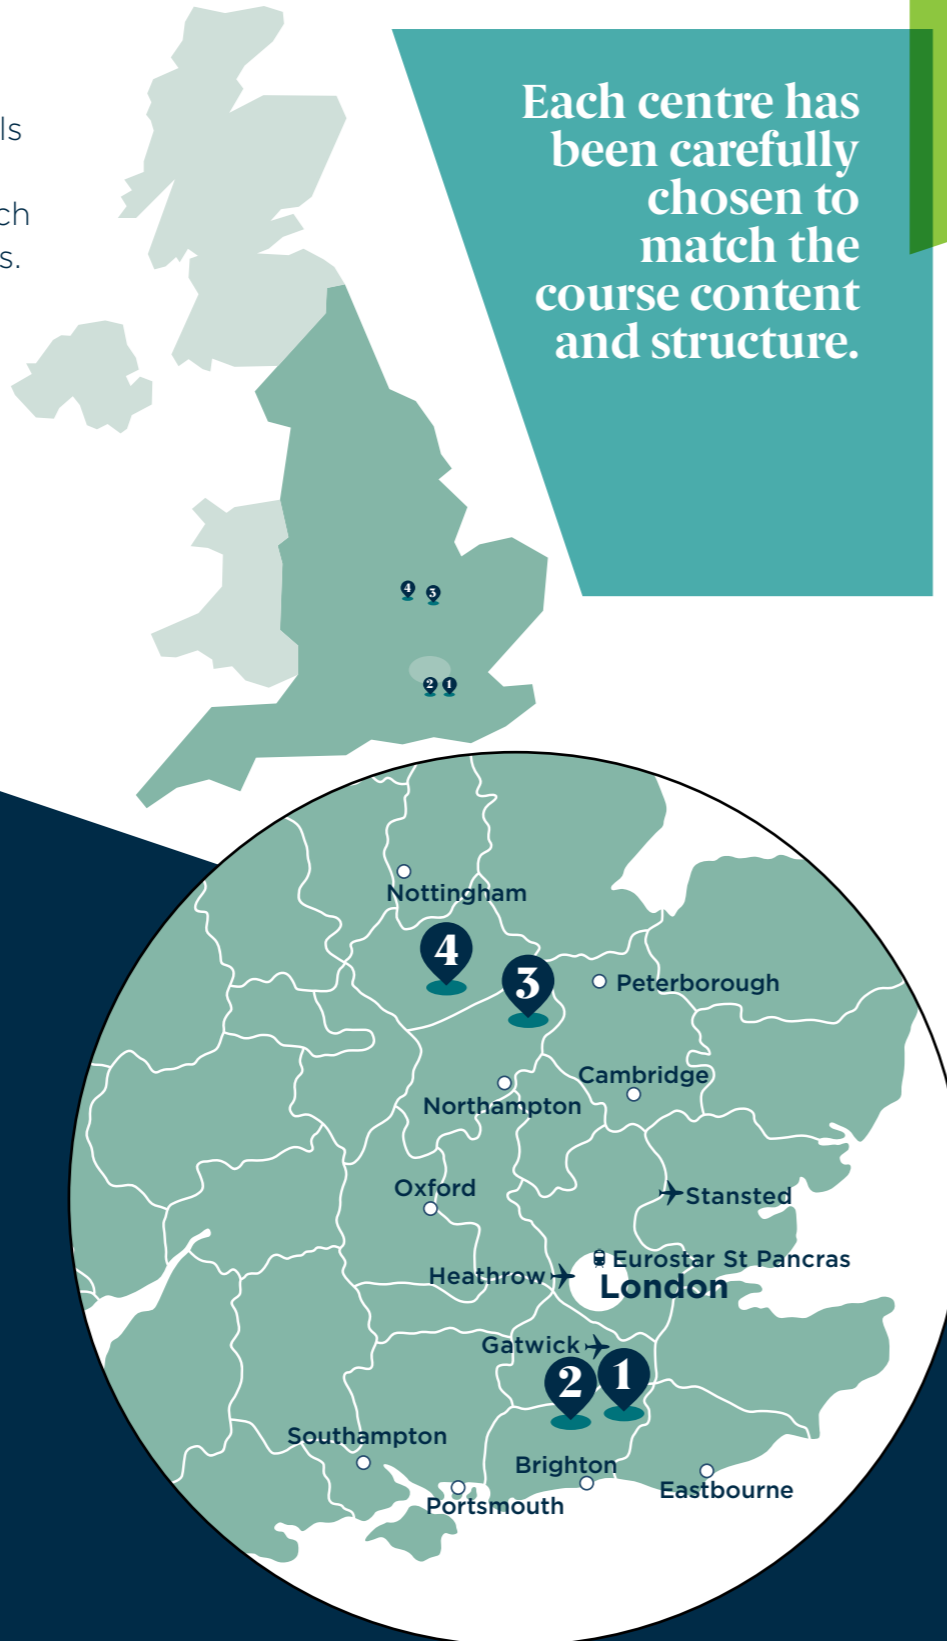 ls
ch
s.
Each centre has
been carefully
chosen to
match the
course content
and structure.
4
3
2
1
Nottingham
4
3
Peterborough
Cambridge
Northampton
Oxford
Stansted
Eurostar St Pancras
Heathrow
London
Gatwick
2
1
Southampton
Brighton
Eastbourne
Portsmouth